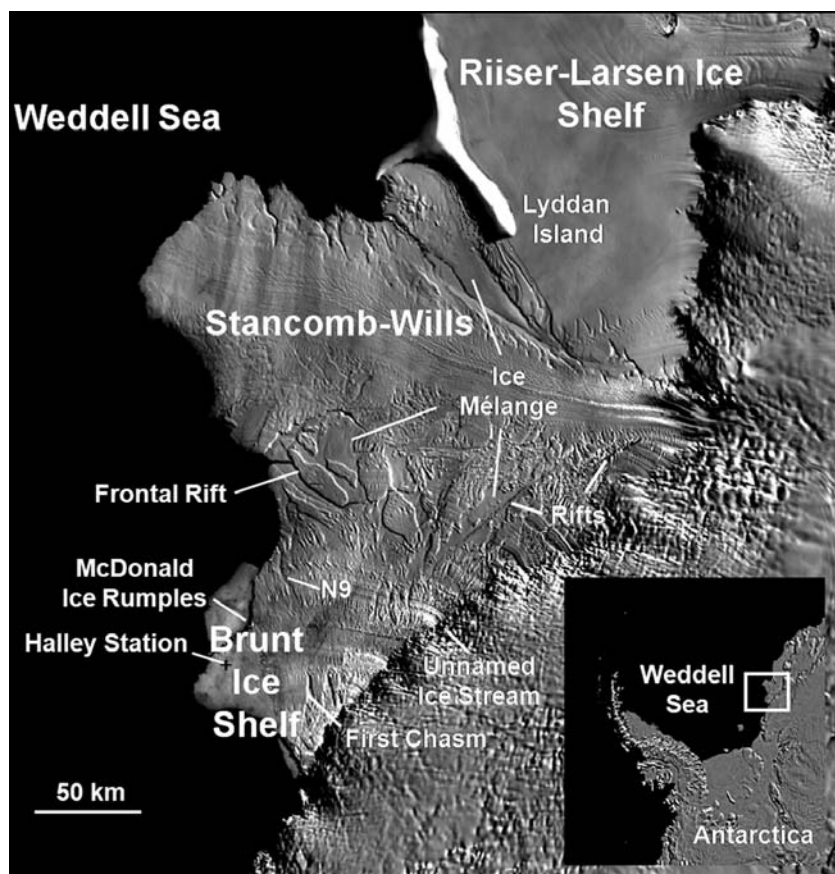 Riiser-Larsen Ice
Shelf
Weddell Sea
Lyddan
Island
Stancomb-Wills
Ice
Mélange
Frontal Rift
Rifts
McDonald
Ice Rumples
N9
Halley Station
Brunt
Ice
Shelf
Unnamed
Ice Stream
First Chasm
50 km
Weddell
Sea
Antarctica